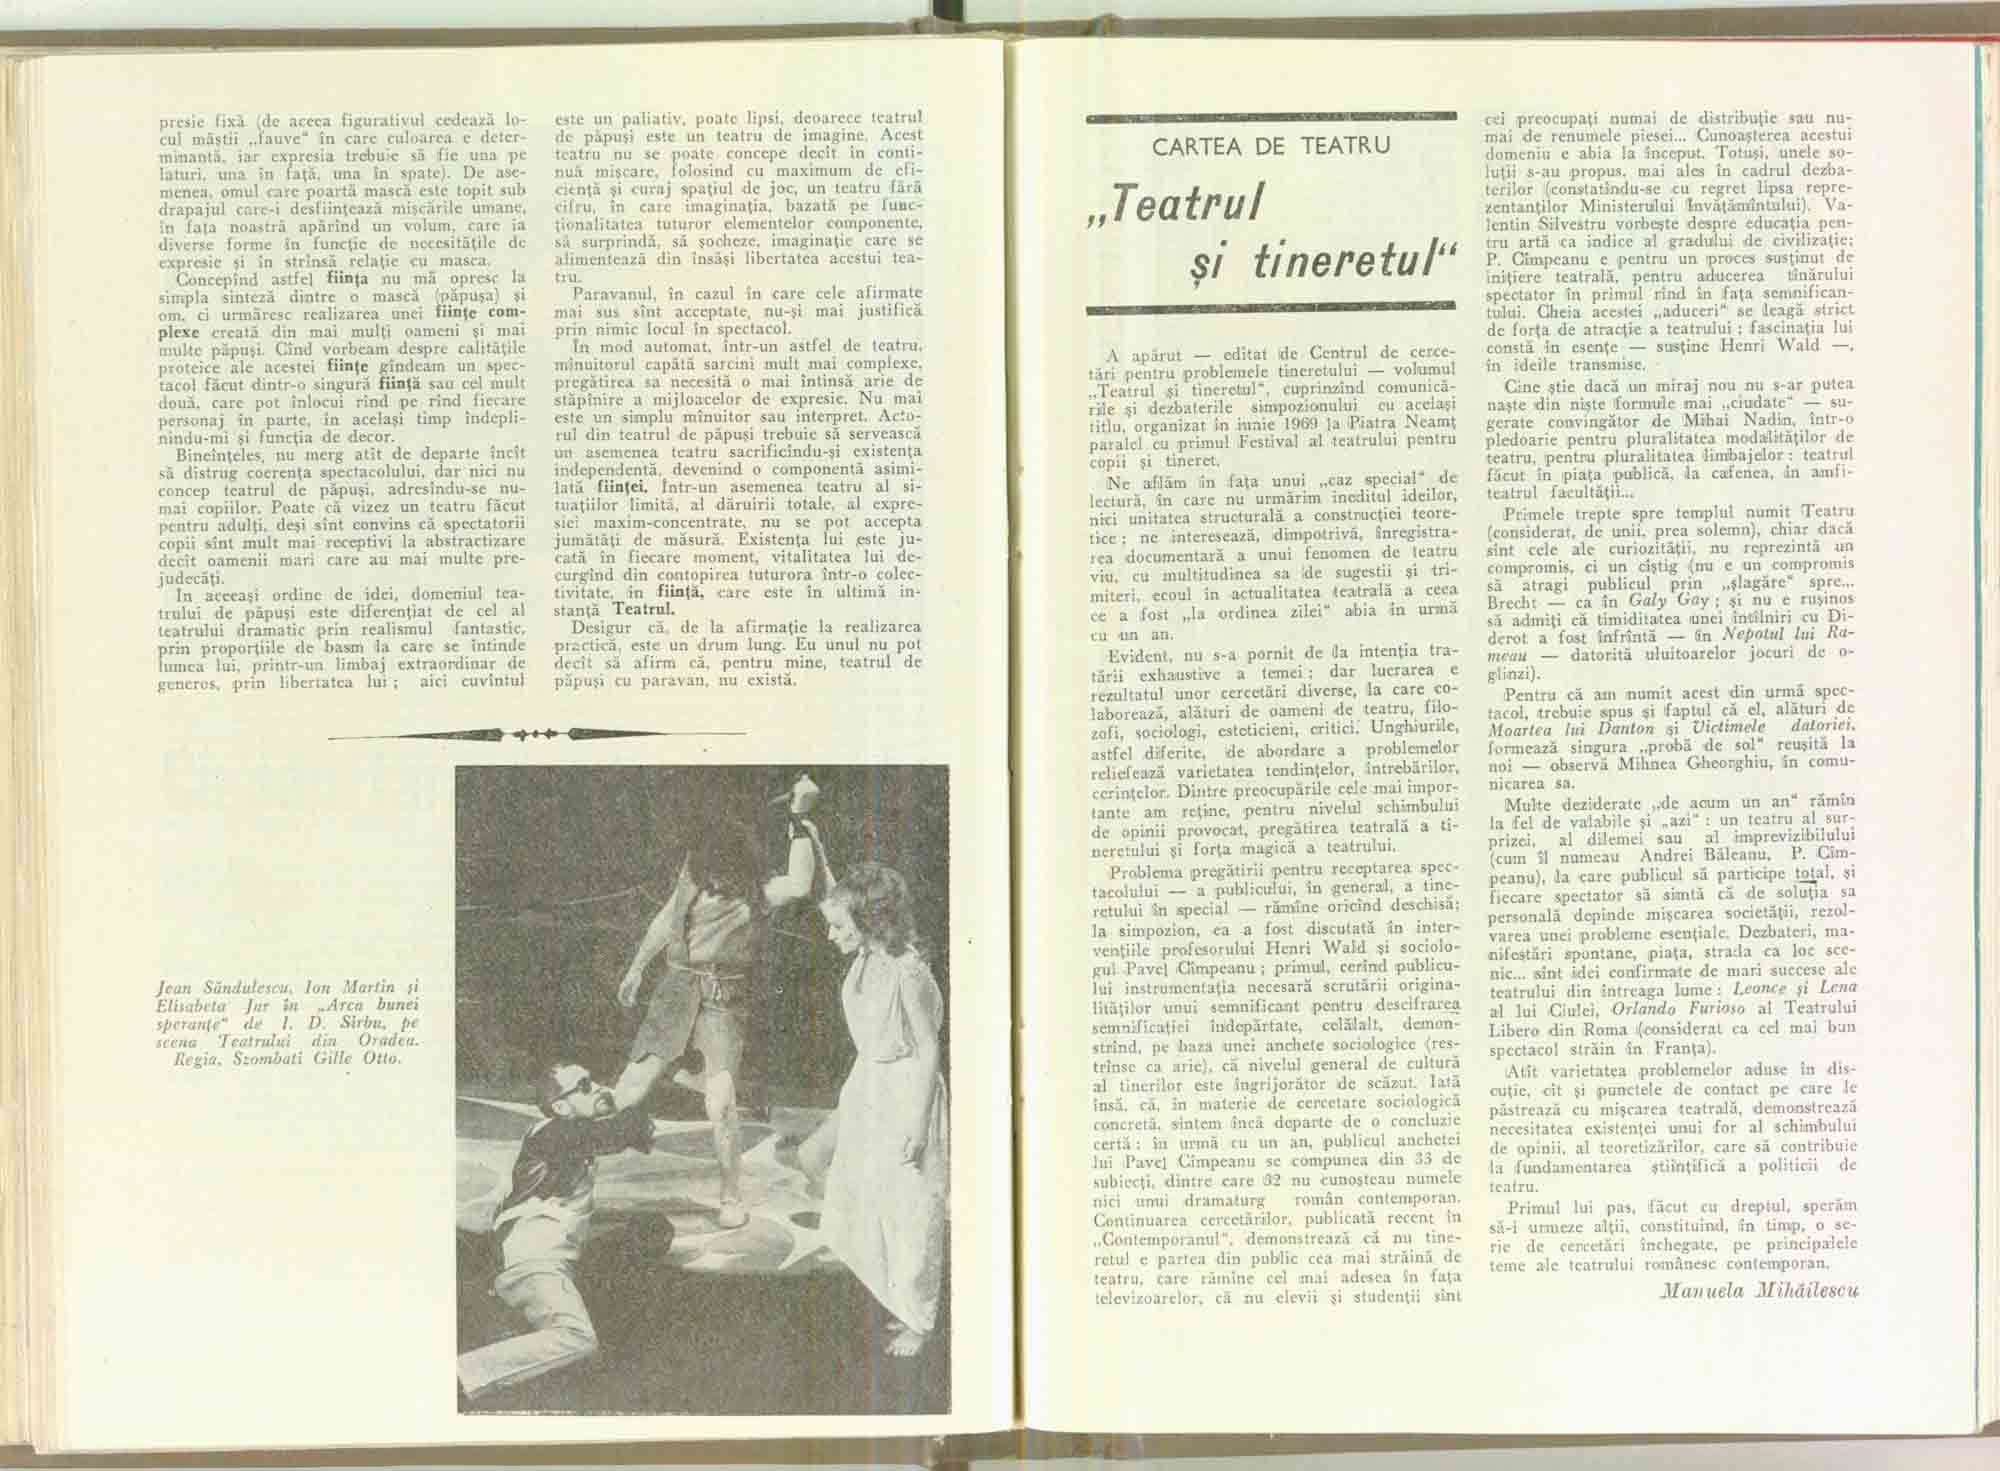 presie fixă (de aceea figurativul cedează lo-
cul măștii „fauve" în care culoarea e deter-
minantă, iar expresia trebuie să fie una pe
laturi, una în față, una în spate). De ase-
menea, omul care poartă mască este topit sub
drapajul care-i desființează mișcările umane,
în fața noastră apărînd un volum, care ia
diverse forme în funcție de necesitățile de
expresie și în strînsă relație cu masca.
Concepînd astfel ființa nu mă opresc la
simpla sinteză dintre o mască (păpușa) și
om, ci urmăresc realizarea unei ființe com-
plexe creată din mai mulți oameni și mai
multe păpuși. Cînd vorbeam despre calitățile
proteice ale acestei ființe gîndeam un spec-
tacol făcut dintr-o singură ființă sau cel mult
două, care pot înlocui rînd pe rînd fiecare
personaj în parte, în același timp îndepli-
nindu-mi și funcția de decor.
Bineînțeles, nu merg atît de departe încît
să distrug coerența spectacolului, dar nici nu
concep teatrul de păpuși, adresîndu-se nu-
mai copiilor. Poate că vizez un teatru făcut
pentru adulți, deși sînt convins că spectatorii
copii sînt mult mai receptivi la abstractizare
decît oamenii mari care au mai multe pre-
judecăți.
In aceeași ordine de idei, domeniul tea-
trului de păpuși este diferențiat de cel al
teatrului dramatic prin realismul fantastic,
prin proporțiile de basm la care se întinde
lumea lui, printr-un limbaj extraordinar de
generos, prin libertatea lui ; aici cuvîntul
este un paliativ, poate lipsi, deoarece teatrul
de păpuși este un teatru de imagine. Acest
teatru nu se poate concepe decît în conti-
nuă mișcare, folosind cu maximum de efi-
ciență și curaj spațiul de joc, un teatru fără
cifru, în care imaginația, bazată pe func-
ționalitatea tuturor elementelor componente,
să surprindă, să șocheze, imaginație care se
alimentează din însăși libertatea acestui tea-
tru.
Paravanul, în cazul în care cele afirmate
mai sus sînt acceptate, nu-și mai justifică
prin nimic locul în spectacol.
In mod automat, într-un astfel de teatru,
mînuitorul capătă sarcini mult mai complexe,
pregătirea sa necesită o mai întinsă arie de
stăpînire a mijloacelor de expresie. Nu mai
este un simplu mînuitor sau interpret. Acto-
rul din teatrul de păpuși trebuie să servească
un asemenea teatru sacrificîndu-și existența
independentă, devenind o componentă asimi-
lată ființei. Intr-un asemenea teatru al si-
tuațiilor limită, al dăruirii totale, al expre-
siei maxim-concentrate, nu se pot accepta
jumătăți de măsură. Existența lui este ju-
cată în fiecare moment, vitalitatea lui de-
curgînd din contopirea tuturora într-o colec-
tivitate, în ființă, care este în ultimă in-
stanță Teatrul.
Desigur că, de la afirmație la realizarea
practică, este un drum lung. Eu unul nu pot
decît să afirm că, pentru mine, teatrul de
păpuși cu paravan, nu există.
Jean Săndulescu, Ion Martin și
Elisabeta Jar în „Arca bunei
speranțe" de I. D. Sîrbu, pe
scena Teatrului din Oradea.
Regia, Szombati Gille Otto.
CARTEA DE TEATRU
„Teatrul
și tineretul"
A apărut — editat de Centrul de cerce-
tări pentru problemele tineretului — volumul
„Teatrul și tineretul", cuprinzînd comunică-
rile și dezbaterile simpozionului cu același
titlu, organizat în iunie 1969 la Piatra Neamț
paralel cu primul Festival al teatrului pentru
copii și tineret.
Ne aflăm în fața unui „caz special" de
lectură, în care nu urmărim ineditul ideilor,
nici unitatea structurală a construcției teore-
tice ; ne interesează, dimpotrivă, înregistra-
rea documentară a unui fenomen de teatru
viu, cu multitudinea sa de sugestii și tri-
miteri, ecoul în actualitatea teatrală a ceea
ce a fost „la ordinea zilei" abia în urmă
cu un an.
Evident, nu s-a pornit de la intenția tra-
tării exhaustive a temei ; dar lucrarea e
rezultatul unor cercetări diverse, la care co-
laborează, alături de oameni de teatru, filo-
zofi, sociologi, esteticieni, critici. Unghiurile,
astfel diferite, de abordare a problemelor
reliefează varietatea tendințelor, întrebărilor,
cerințelor. Dintre preocupările cele mai impor-
tante am reține, pentru nivelul schimbului
de opinii provocat, pregătirea teatrală a ti-
neretului și forța magică a teatrului.
Problema pregătirii pentru receptarea spec-
tacolului — a publicului, în general, a tine-
retului în special — rămîne oricînd deschisă;
la simpozion, ea a fost discutată în inter-
vențiile profesorului Henri Wald și sociolo-
gul Pavel Cîmpeanu ; primul, cerînd publicu-
lui instrumentația necesară scrutării origina-
lităților unui semnificant pentru descifrarea
semnificației îndepărtate, celălalt, demon-
strînd, pe baza unei anchete sociologice (res-
trînse ca arie), că nivelul general de cultură
al tinerilor este îngrijorător de scăzut. Iată
însă, că, în materie de cercetare sociologică
concretă, sîntem încă departe de o concluzie
certă ; în urmă cu un an, publicul anchetei
lui Pavel Cîmpeanu se compunea din 33 de
subiecți, dintre care 32 nu cunoșteau numele
nici unui dramaturg român contemporan.
Continuarea cercetărilor, publicată recent în
„Contemporanul", demonstrează că nu tine-
retul e partea din public cea mai străină de
teatru, care rămîne cel mai adesea în fața
televizoarelor, că nu elevii și studenții sînt
cei preocupați numai de distribuție sau nu-
mai de renumele piesei... Cunoașterea acestui
domeniu e abia la început. Totuși, unele so-
luții s-au propus, mai ales în cadrul dezba-
terilor (constatîndu-se cu regret lipsa repre-
zentanților Ministerului Învățămîntului). Va-
lentin Silvestru vorbește despre educația pen-
tru artă ca indice al gradului de civilizație;
P. Cîmpeanu e pentru un proces susținut de
inițiere teatrală, pentru aducerea tînărului
spectator în primul rînd în fața semnifican-
tului. Cheia acestei „aduceri" se leagă strict
de forța de atracție a teatrului ; fascinația lui
constă în esențe — susține Henri Wald —,
în ideile transmise.
Cine știe dacă un miraj nou nu s-ar putea
naște din niște formule mai „ciudate" — su-
gerate convingător de Mihai Nadin, într-o
pledoarie pentru pluralitatea modalităților de
teatru, pentru pluralitatea limbajelor : teatrul
făcut în piața publică, la cafenea, în amfi-
teatrul facultății...
Primele trepte spre templul numit Teatru
(considerat, de unii, prea solemn), chiar dacă
sînt cele ale curiozității, nu reprezintă un
compromis, ci un cîștig (nu e un compromis
să atragi publicul prin „șlagăre" spre...
Brecht — ca în Galy Gay ; și nu e rușinos
să admiți că timiditatea unei întîlniri cu Di-
derot a fost înfrîntă — în Nepotul lui Ra-
meau — datorită uluitoarelor jocuri de o-
glinzi).
Pentru că am numit acest din urmă spec-
tacol, trebuie spus și faptul că el, alături de
Moartea lui Danton și Victimele datoriei,
formează singura „probă de sol" reușită la
noi — observă Mihnea Gheorghiu, în comu-
nicarea sa.
Multe deziderate „de acum un an" rămîn
la fel de valabile și „azi" : un teatru al sur-
prizei, al dilemei sau al imprevizibilului
(cum îl numeau Andrei Băleanu, P. Cîm-
peanu), la care publicul să participe total, și
fiecare spectator să simtă că de soluția sa
personală depinde mișcarea societății, rezol-
varea unei probleme esențiale. Dezbateri, ma-
nifestări spontane, piața, strada ca loc sce-
nic... sînt idei confirmate de mari succese ale
teatrului din întreaga lume : Leonce și Lena
al lui Ciulei, Orlando Furioso al Teatrului
Libero din Roma (considerat ca cel mai bun
spectacol străin în Franța).
Atît varietatea problemelor aduse în dis-
cuție, cît și punctele de contact pe care le
păstrează cu mișcarea teatrală, demonstrează
necesitatea existenței unui for al schimbului
de opinii, al teoretizărilor, care să contribuie
la fundamentarea științifică a politicii de
teatru.
Primul lui pas, făcut cu dreptul, sperăm
să-i urmeze alții, constituind, în timp, o se-
rie de cercetări închegate, pe principalele
teme ale teatrului românesc contemporan.
Manuela Mihăilescu